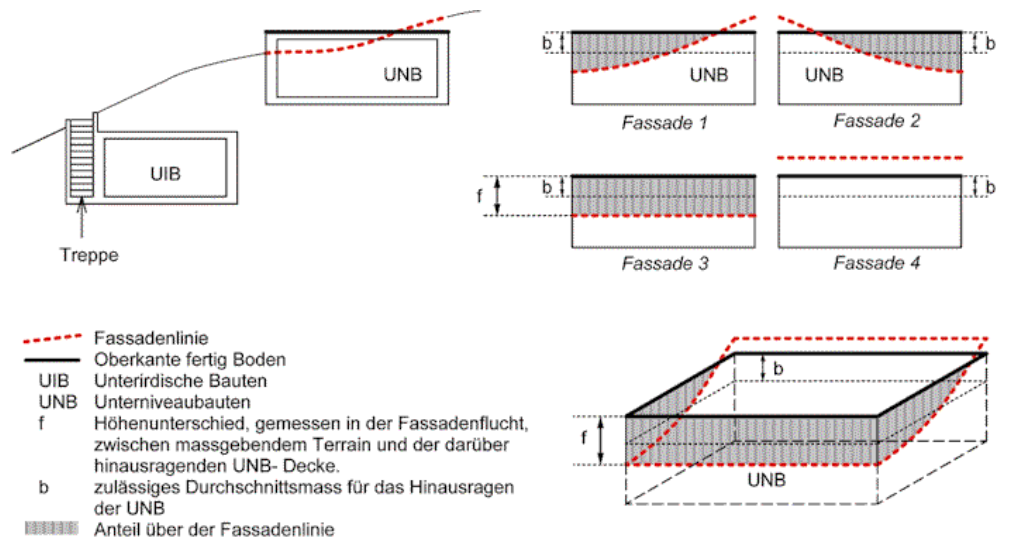 UNB
UIB
Treppe
b
UNB
Fassade 1
b
UNB
Fassade 2
f
b
Fassade 3
b
Fassade 4
Fassadenlinie
Oberkante fertig Boden
UIB Unterirdische Bauten
UNB Unterniveaubauten
f Höhenunterschied, gemessen in der Fassadenflucht,
zwischen massgebendem Terrain und der darüber
hinausragenden UNB- Decke.
b zulässiges Durchschnittsmass für das Hinausragen
der UNB
Anteil über der Fassadenlinie
b
f
UNB